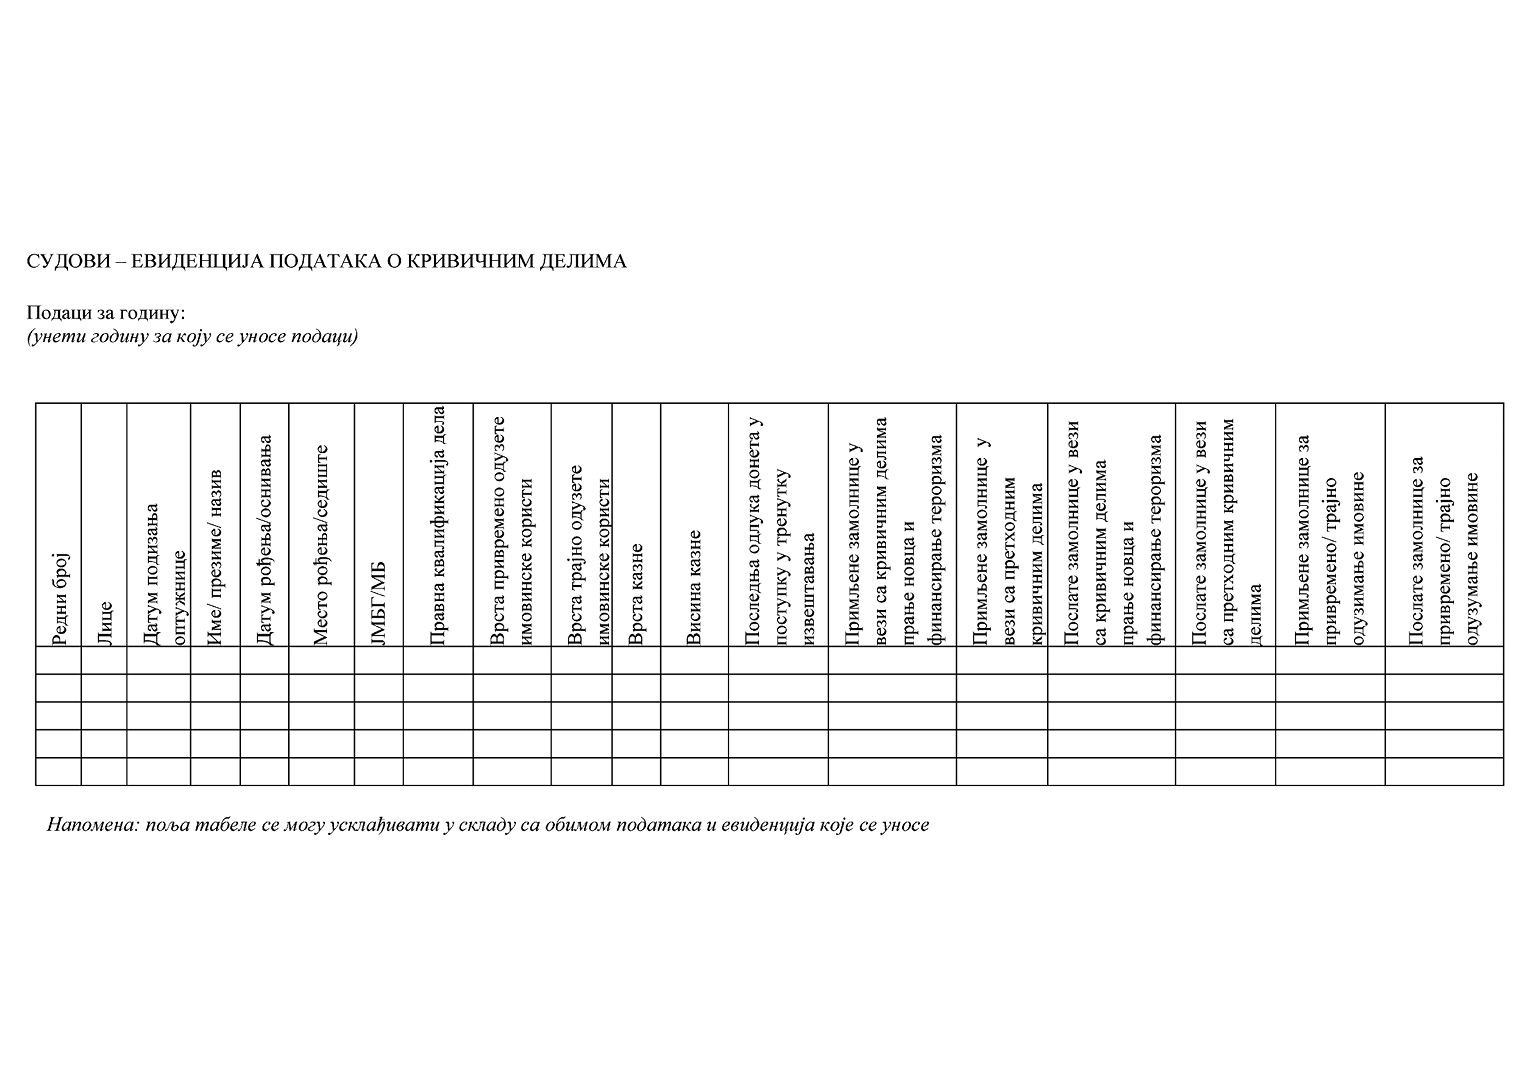 СУДОВИ – ЕВИДЕНЦИЈА ПОДАТАКА О КРИВИЧНИМ ДЕЛИМА
Подаци за годину:
(унети годину за коју се уносе подаци)
Редни број
Лице
Датум подизања
оптужнице
Име/ презиме/ назив
Датум рођења/оснивања
Место рођења/седиште
ЈМБГ/МБ
Правна квалификација дела
Врста привремено одузете
имовинске користи
Врста трајно одузете
имовинске користи
Врста казне
Висина казне
Последња одлука донета у
поступку у тренутку
извештавања
Примљене замолнице у
вези са кривичним делима
прање новца и
финансирање тероризма
Примљене замолнице у
вези са претходним
кривичним делима
Послате замолнице у вези
са кривичним делима
прање новца и
финансирање тероризма
Послате замолнице у вези
са претходним кривичним
делима
Примљене замолнице за
привремено/ трајно
одузимање имовине
Послате замолнице за
привремено/ трајно
одузумање имовине
Напомена: поља табеле се могу усклађивати у складу са обимом података и евиденција које се уносе